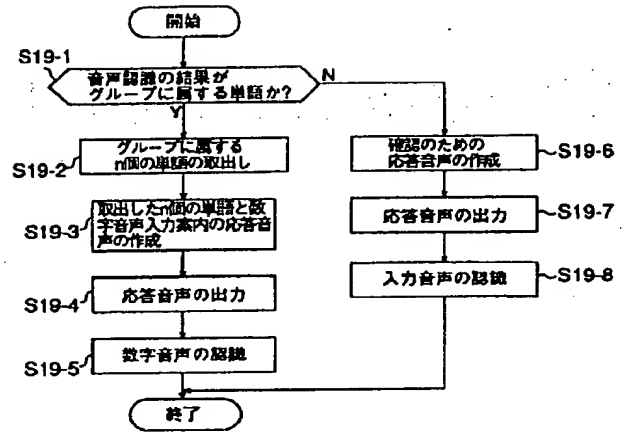 開始
S19-1
音声認識の結果が
グループに属する単語か?
N
Y
S19-2
グループに属する
n個の単語の取出し
S19-3
取出したn個の単語と数
字音声入力案内の応答音
声の作成
S19-4
応答音声の出力
S19-5
数字音声の認識
確認のための
応答音声の作成
S19-6
応答音声の出力
S19-7
入力音声の認識
S19-8
終了